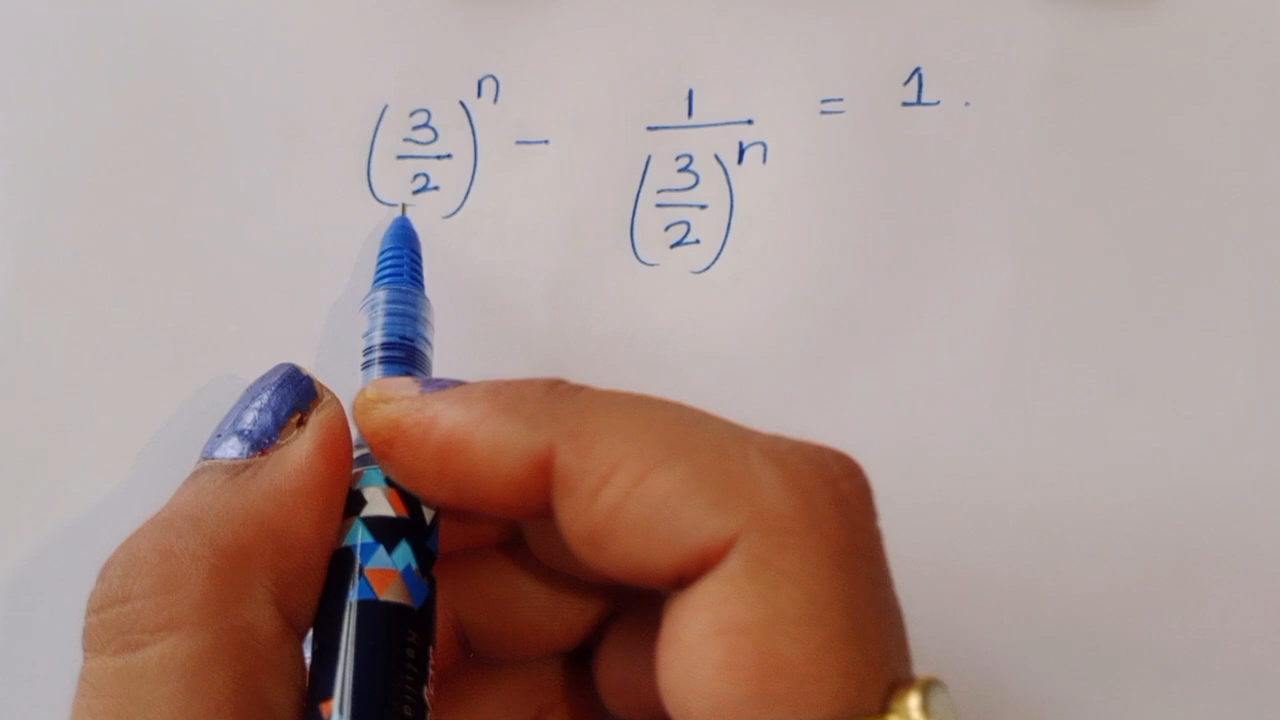 (3/2)^n - 1/(3/2)^n = 1.